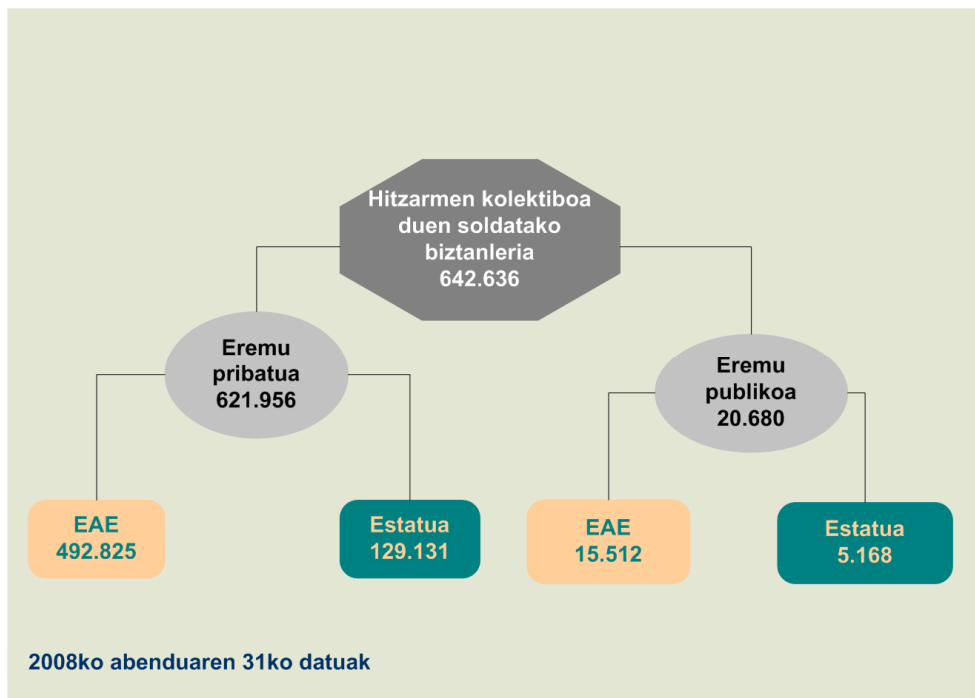 Hitzarmen kolektiboa
duen soldatako
biztanleria
642.636
Eremu
pribatua
621.956
Eremu
publikoa
20.680
EAE
492.825
Estatua
129.131
EAE
15.512
Estatua
5.168
2008ko abenduaren 31ko datuak